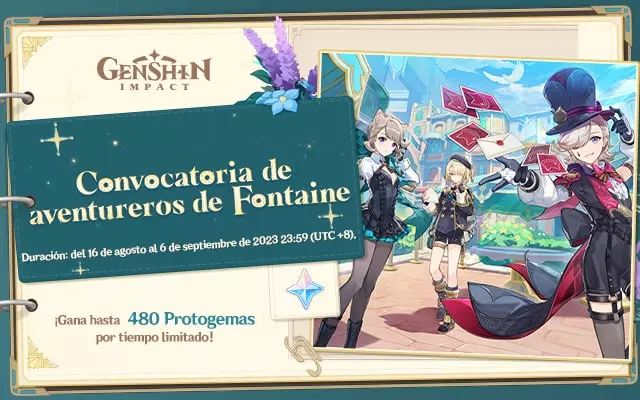 GENSHIN
IMPACT
Convocatoria de
aventureros de Fontaine
Duración: del 16 de agosto al 6 de septiembre de 2023 23:59 (UTC +8).
¡Gana hasta 480 Protogemas
por tiempo limitado!